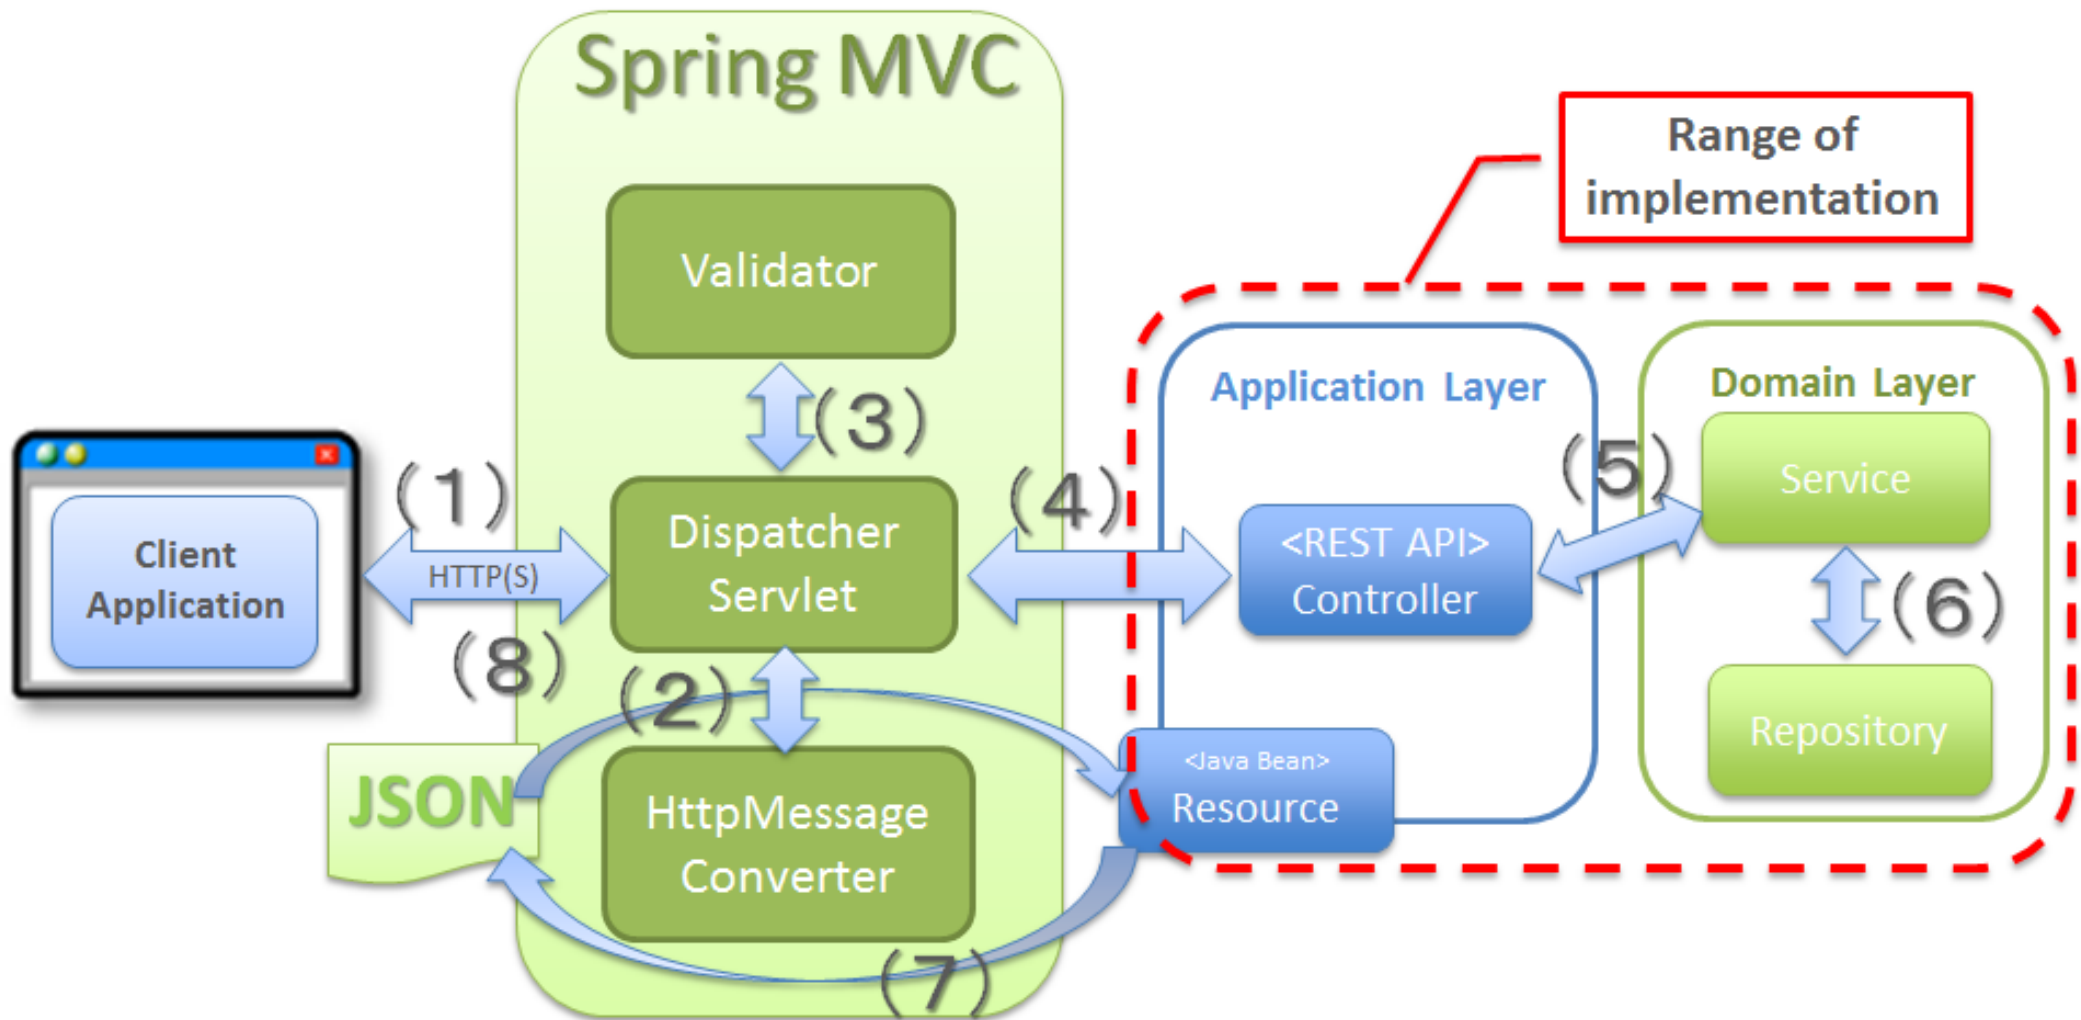 Spring MVC
Range of
implementation
Validator
(3)
Application Layer
Domain Layer
Client
Application
(1)
HTTP(S)
(8)
Dispatcher
Servlet
(4)
<REST API>
Controller
(5)
Service
(6)
Repository
(2)
JSON
HttpMessage
Converter
<Java Bean>
Resource
(7)